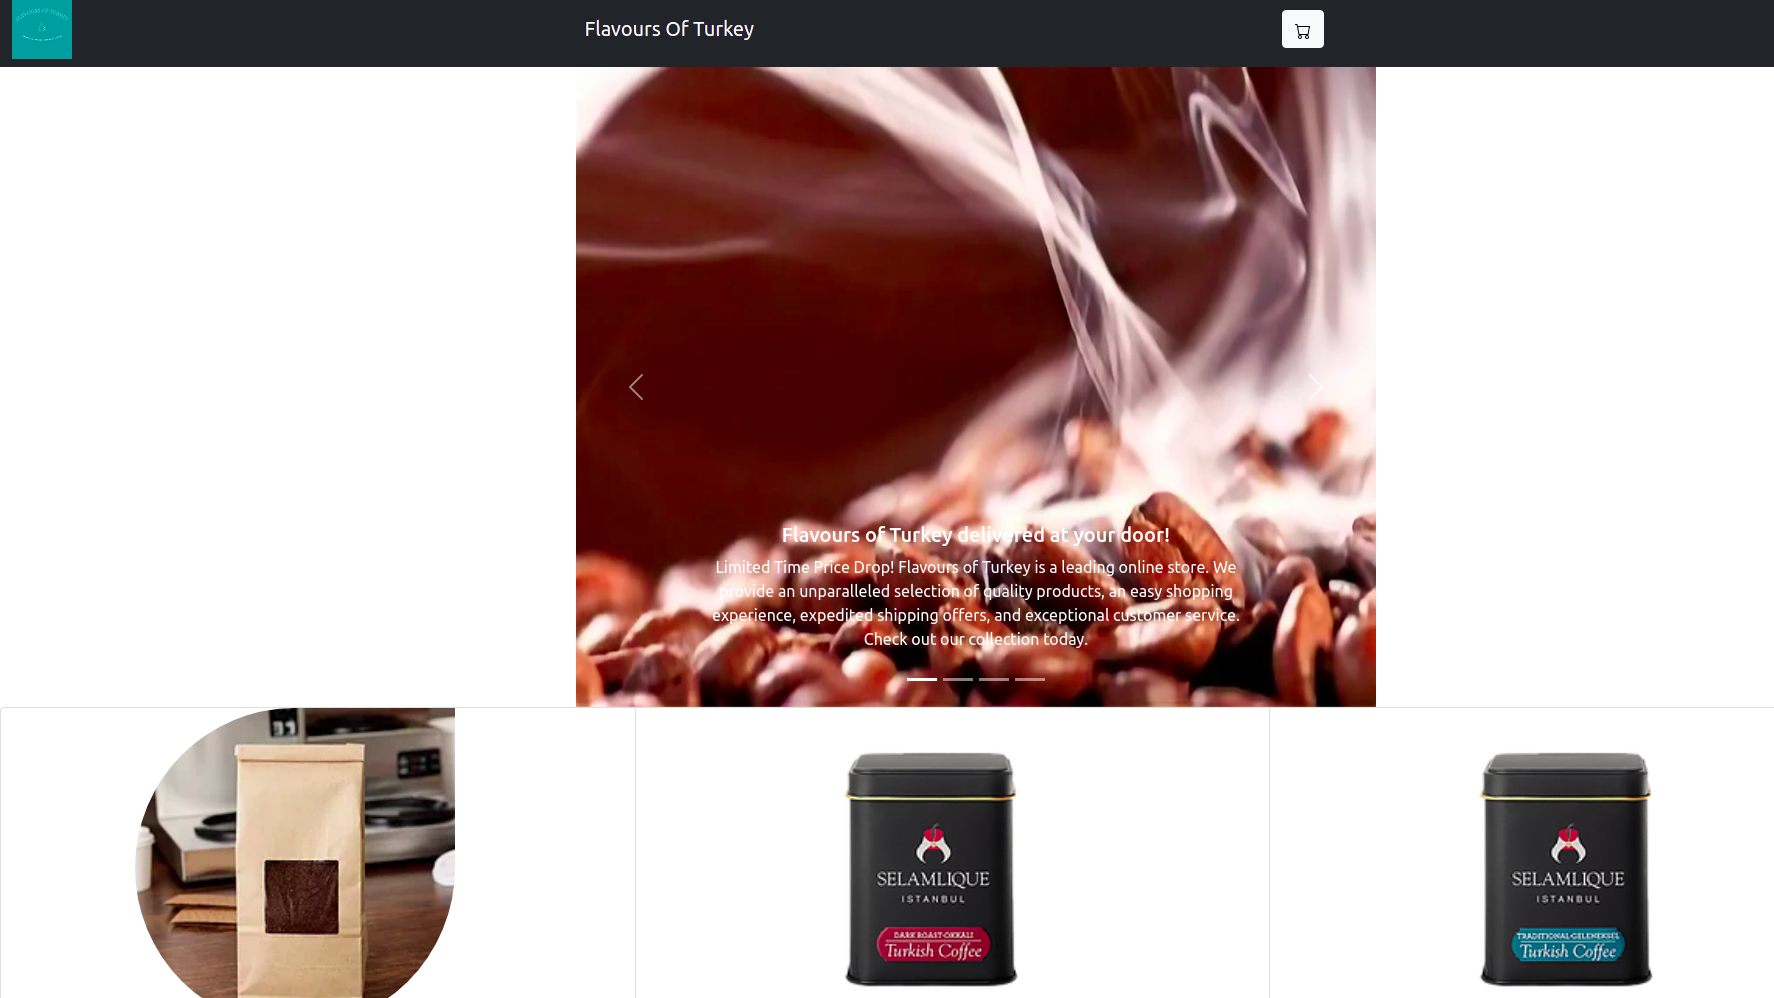 FLAVOURS OF TURKEY
Flavours Of Turkey
Flavours of Turkey delivered at your door!
Limited Time Price Drop! Flavours of Turkey is a leading online store. We
provide an unparalleled selection of quality products, an easy shopping
experience, expedited shipping offers, and exceptional customer service.
Check out our collection today.
SELAMLIQUE
ISTANBUL
DARK ROAST-OKKALI
Turkish Coffee
SELAMLIQUE
ISTANBUL
TRADITIONAL-GELENEKSEL
Turkish Coffee